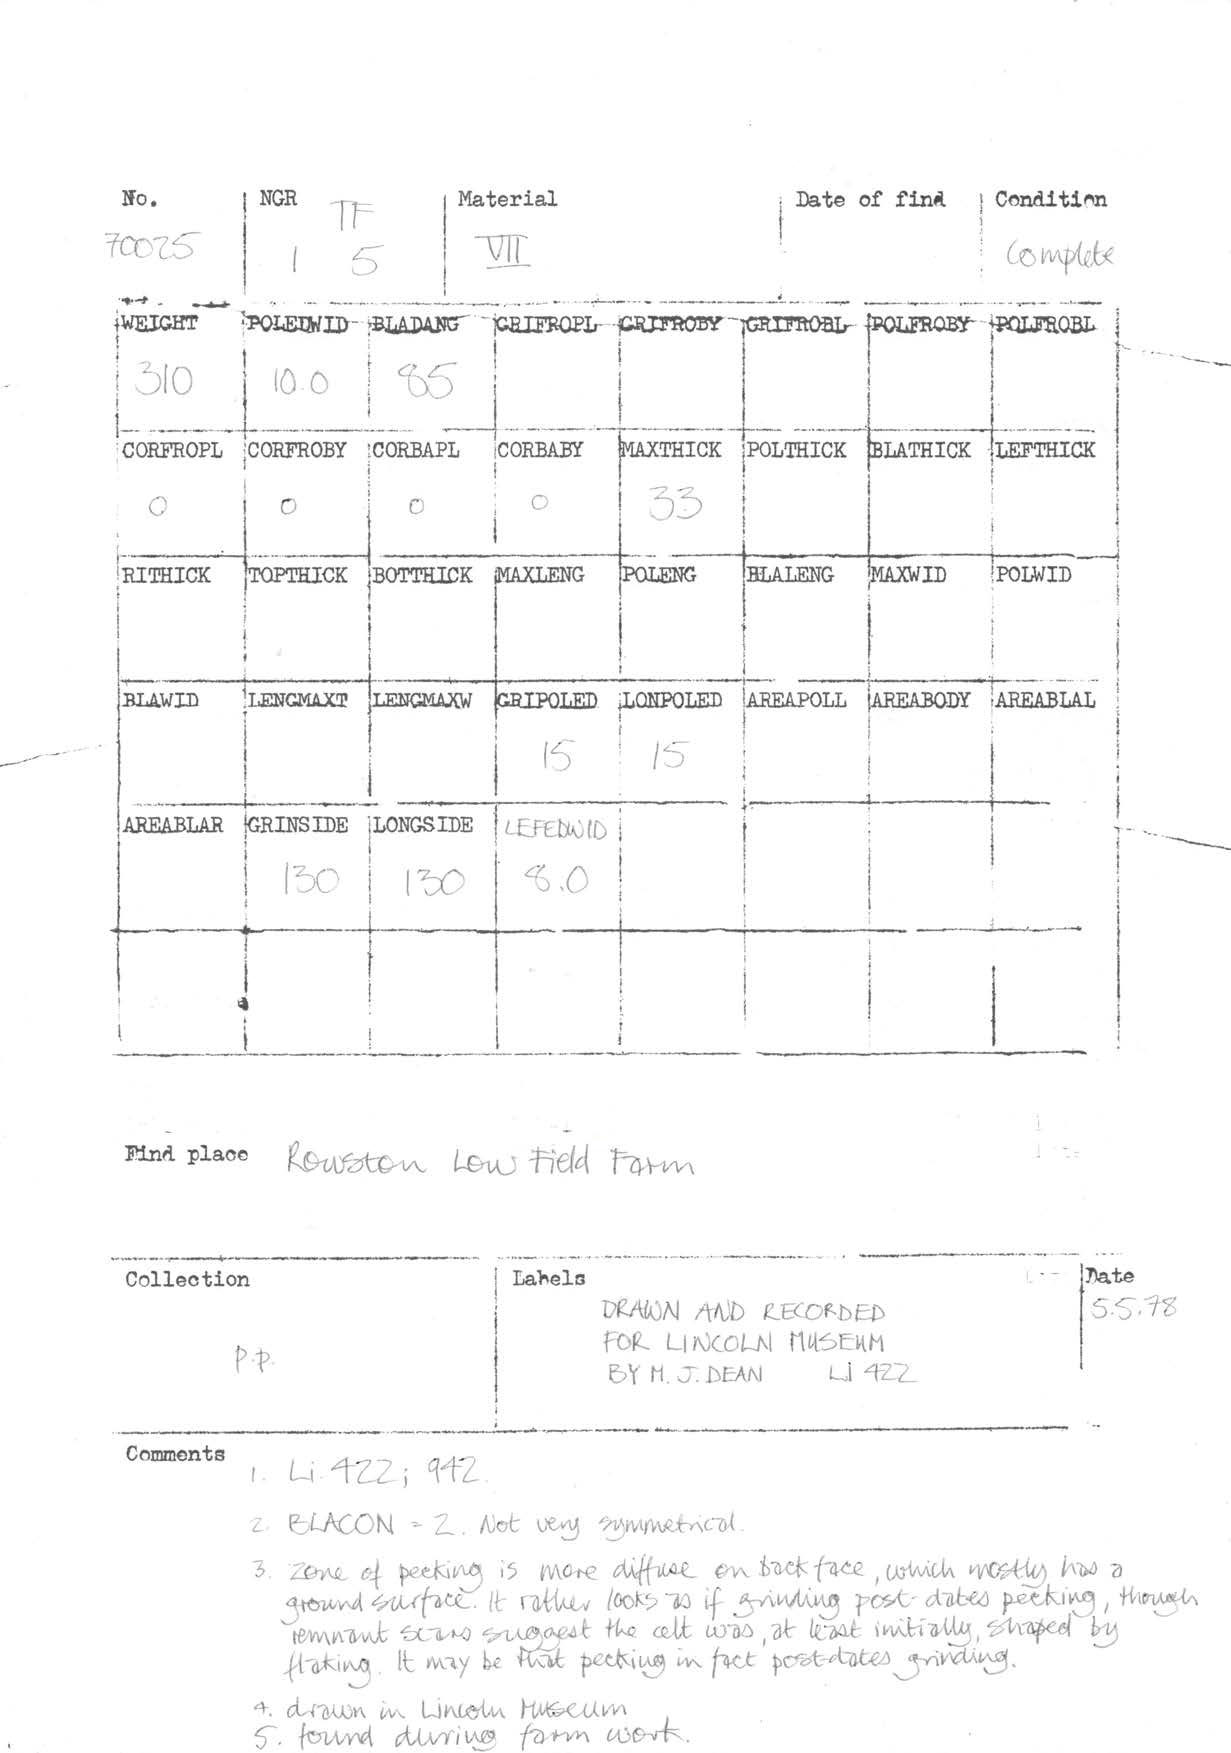 No. NGR Material Date of find Condition
TF
70025 1 5 VII Complete
WEIGHT POLEDWID BLADANG GRIFROPL GRIFROBY GRIFROBL POLFROBY POLFROBL
310 10.0 85
CORFROPL CORFROBY CORBAPL CORBABY MAXTHICK POLTHICK BLATHICK LEFTHICK
0 0 0 0 33
RITHICK TOPTHICK BOTTHICK MAXLENG POLENG BLALENG MAXWID POLWID
BLAWID LENGMAXT LENGMAXW GRIPOLED LONPOLED AREAPOLL AREABODY AREABLAL
15 15
AREABLAR GRINSIDE LONGSIDE LEFEDWID
130 130 8.0
Find place Rowston Low Field Farm
Collection Labels Date
DRAWN AND RECORDED 5.5.78
FOR LINCOLN MUSEUM
P.P. BY M. J. DEAN Li 422
Comments
1. Li. 422; 942.
2. BLACON = 2. Not very symmetrical.
3. Zone of pecking is more diffuse on back face, which mostly has a
ground surface. It rather looks as if grinding post-dates pecking, though
remnant scars suggest the celt was, at least initially, shaped by
flaking. It may be that pecking in fact post-dates grinding.
4. drawn in Lincoln Museum
5. found during farm work.